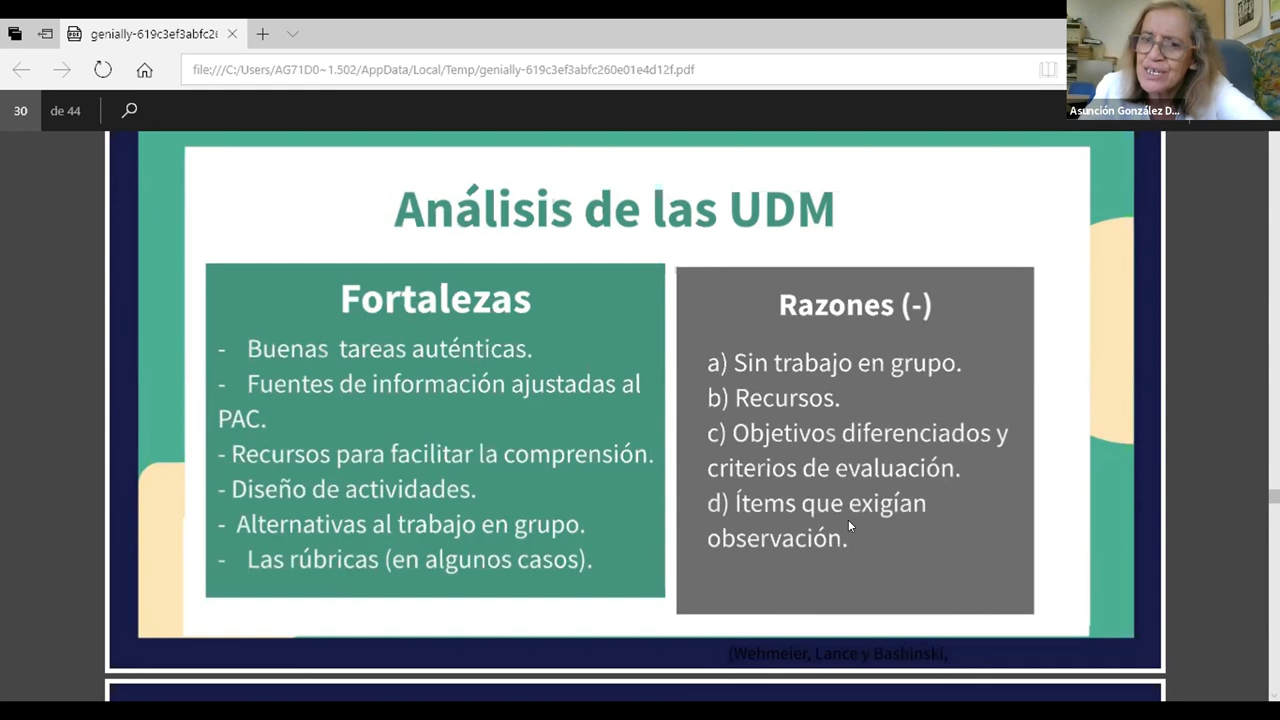 genially-619c3ef3abfc26
file:///C:/Users/AG71D0~1.502/AppData/Local/Temp/genially-619c3ef3abfc260e01e4d12f.pdf
30 de 44
Asunción González D...
Análisis de las UDM
Fortalezas
- Buenas tareas auténticas.
- Fuentes de información ajustadas al
PAC.
- Recursos para facilitar la comprensión.
- Diseño de actividades.
- Alternativas al trabajo en grupo.
- Las rúbricas (en algunos casos).
Razones (-)
a) Sin trabajo en grupo.
b) Recursos.
c) Objetivos diferenciados y
criterios de evaluación.
d) Ítems que exigían
observación.
(Wehmeier, Lance y Bashinski,